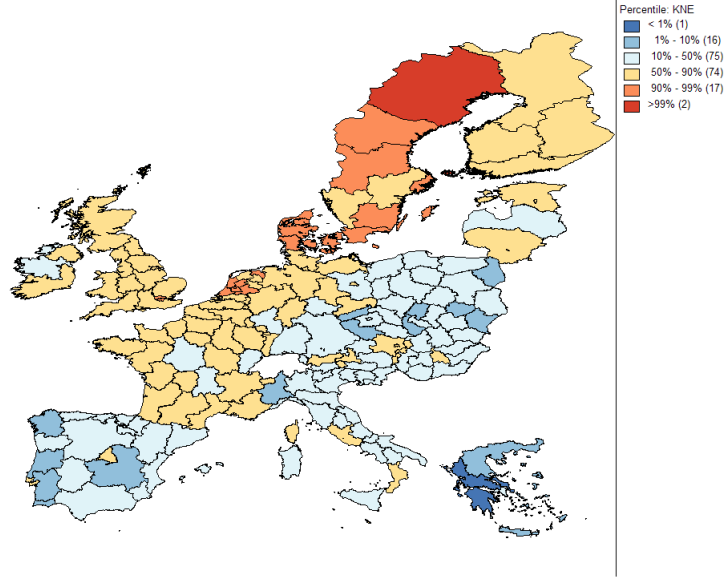 Percentile: KNE
< 1% (1)
1% - 10% (16)
10% - 50% (75)
50% - 90% (74)
90% - 99% (17)
>99% (2)